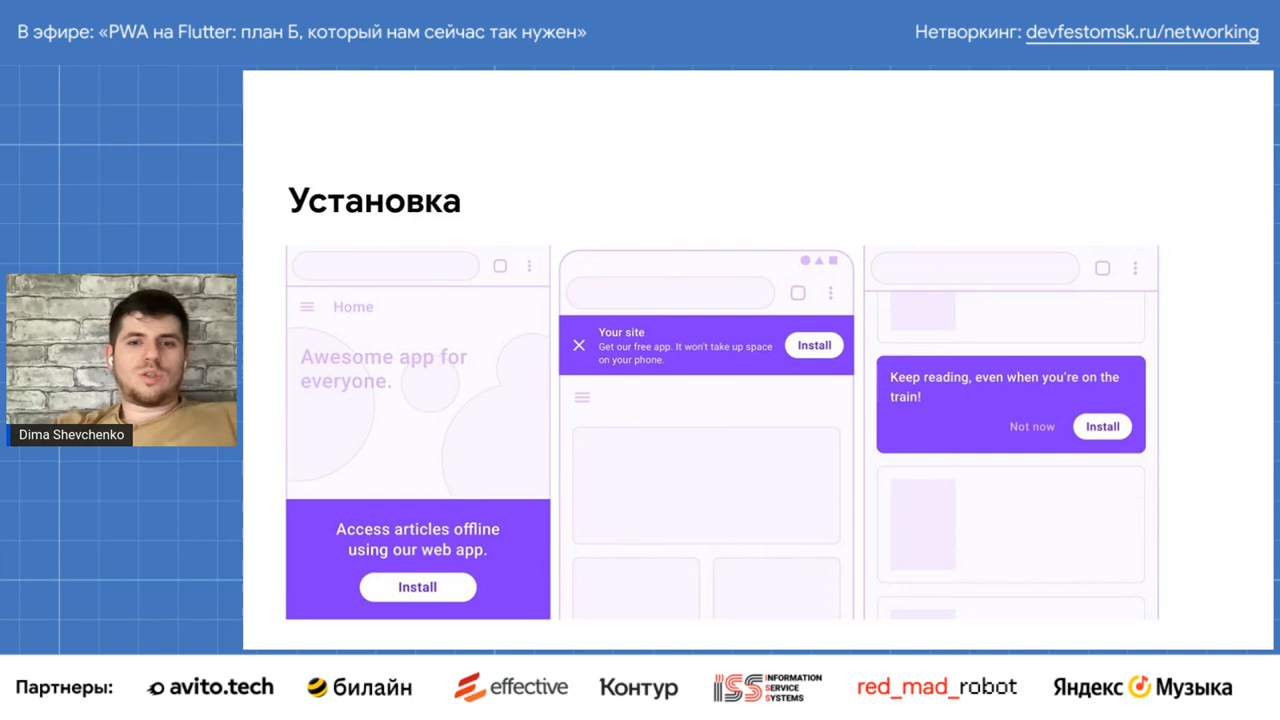 В эфире: «PWA на Flutter: план Б, который нам сейчас так нужен»
Нетворкинг: devfestomsk.ru/networking
Установка
Home
Awesome app for
everyone.
Access articles offline
using our web app.
Install
Your site
Get our free app. It won't take up space
on your phone.
Install
Keep reading, even when you're on the
train!
Not now
Install
Dima Shevchenko
Партнеры:
avito.tech
билайн
effective
Контур
ISS INFORMATION
SERVICE
SYSTEMS
red_mad_robot
Яндекс Музыка